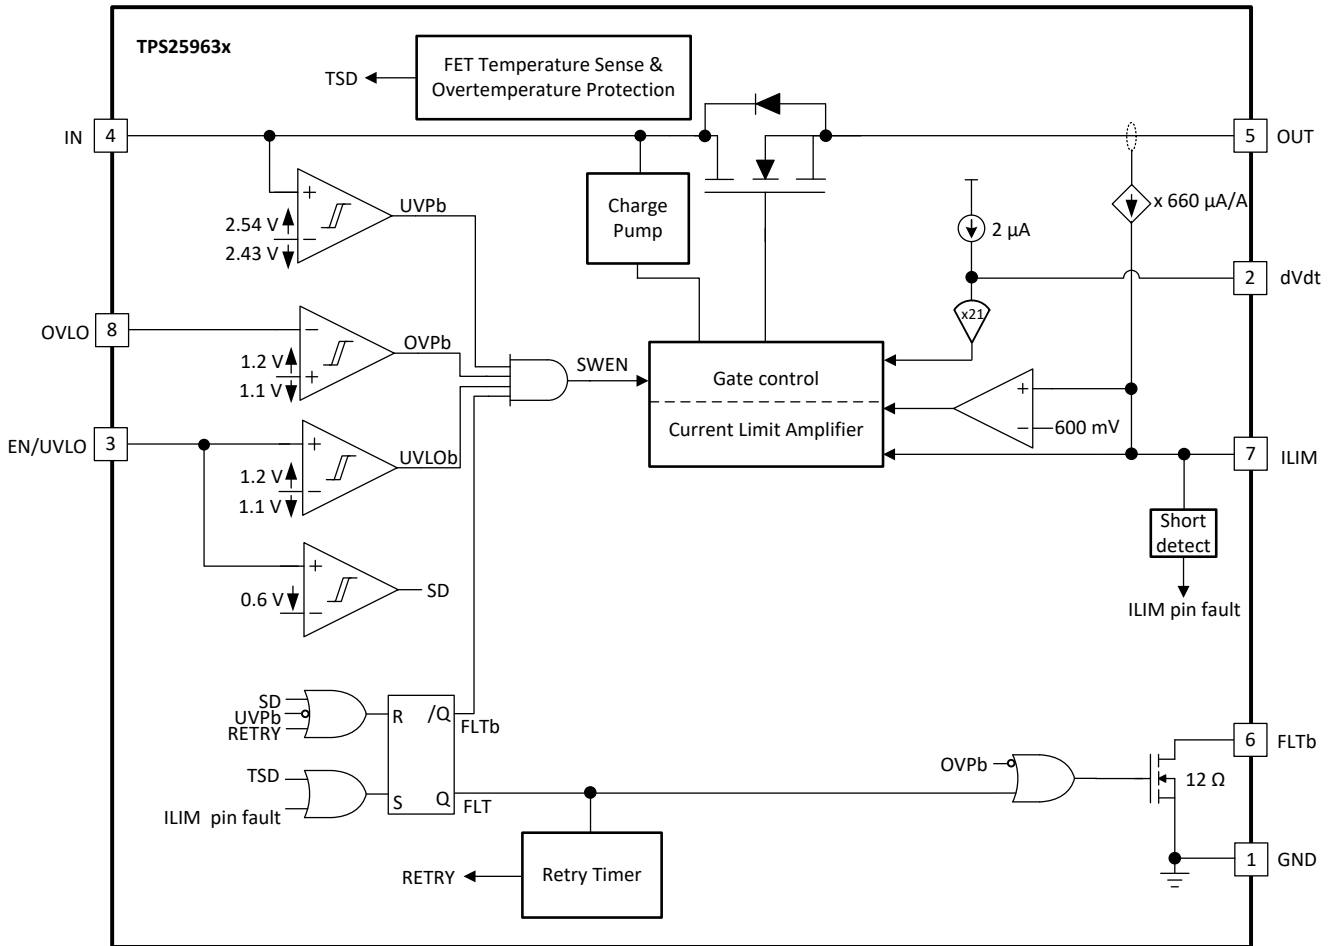 TPS25963x
FET Temperature Sense &
Overtemperature Protection
TSD
IN
4
5
OUT
+
UVPb
2.54 V
−
2.43 V
Charge
Pump
x 660 µA/A
2 µA
2
dVdt
x21
OVLO
8
−
OVPb
1.2 V
+
1.1 V
SWEN
Gate control
Current Limit Amplifier
+
−
600 mV
EN/UVLO
3
+
UVLOb
1.2 V
−
1.1 V
7
ILIM
Short
detect
ILIM pin fault
+
0.6 V
−
SD
SD
UVPb
RETRY
R
/Q
FLTb
TSD
ILIM pin fault
S
Q
FLT
OVPb
6
FLTb
12 Ω
RETRY
Retry Timer
1
GND